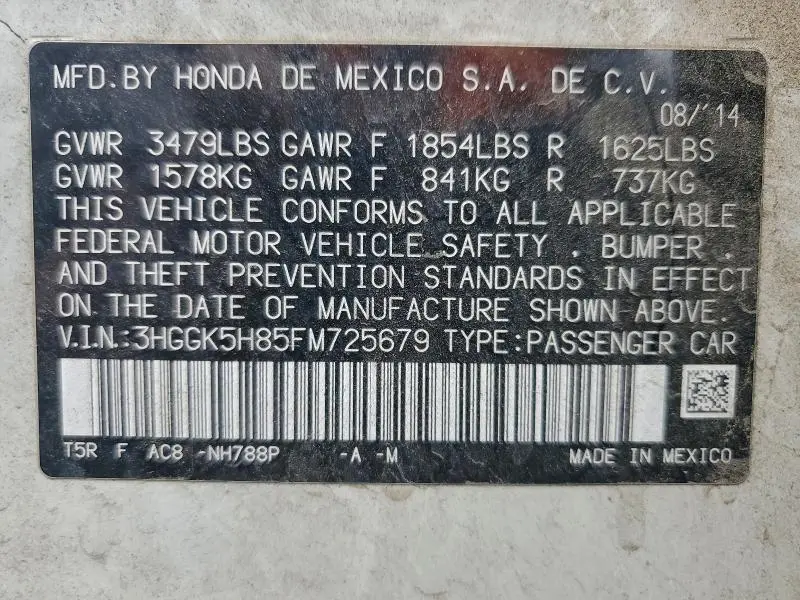 MFD.BY HONDA DE MEXICO S.A. DE C.V.
08/'14
GVWR 3479LBS GAWR F 1854LBS R 1625LBS
GVWR 1578KG GAWR F 841KG R 737KG
THIS VEHICLE CONFORMS TO ALL APPLICABLE
FEDERAL MOTOR VEHICLE SAFETY . BUMPER .
AND THEFT PREVENTION STANDARDS IN EFFECT
ON THE DATE OF MANUFACTURE SHOWN ABOVE.
V.I.N.:3HGGK5H85FM725679 TYPE:PASSENGER CAR
T5R F AC8 -NH788P -A -M MADE IN MEXICO